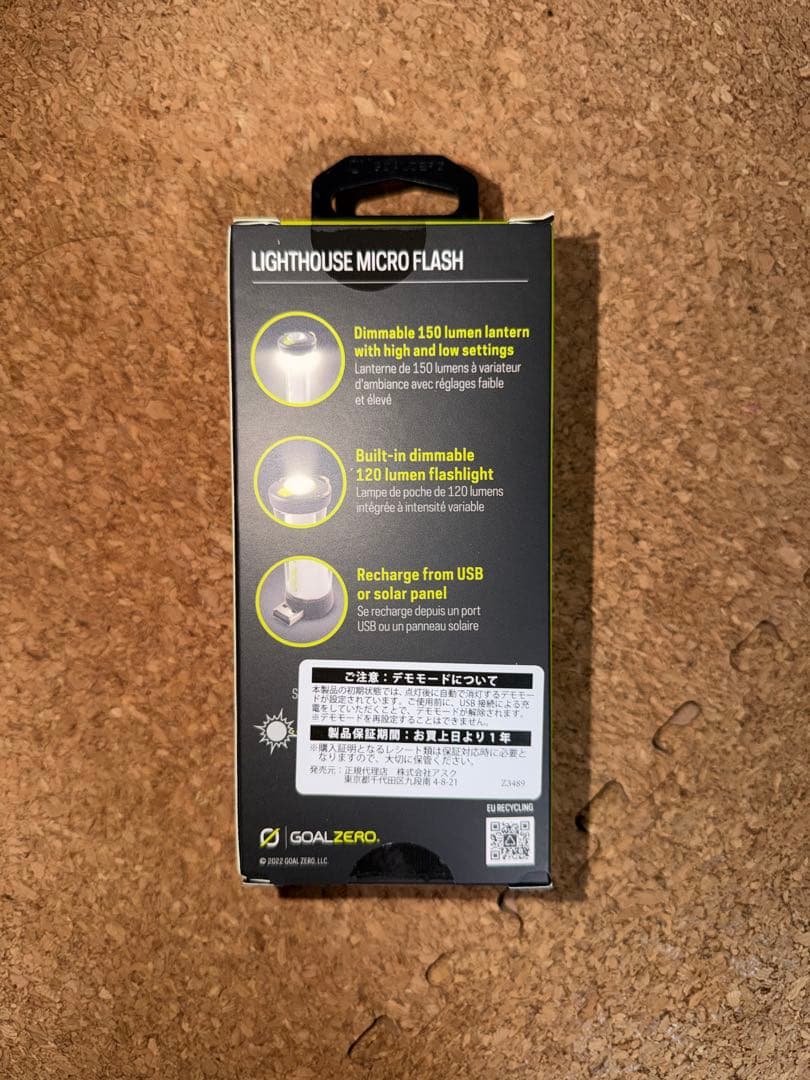 LIGHTHOUSE MICRO FLASH
Dimmable 150 lumen lantern
with high and low settings
Lanterne de 150 lumens à variateur
d'ambiance avec réglages faible
et élevé
Built-in dimmable
120 lumen flashlight
Lampe de poche de 120 lumens
intégrée à intensité variable
Recharge from USB
or solar panel
Se recharge depuis un port
USB ou un panneau solaire
ご注意：デモモードについて
本製品の初期状態では、点灯後に自動で消灯するデモモー
ドが設定されています。ご使用前に、USB 接続による充
電をしていただくことで、デモモードが解除されます。
※デモモードを再設定することはできません。
製品保証期間：お買上日より1年
※購入証明となるレシート類は保証対応時に必要と
なりますので、大切に保管ください。
発売元：正規代理店　株式会社アスク
東京都千代田区九段南 4-8-21
Z3489
EU RECYCLING
GOALZERO.
© 2022 GOAL ZERO, LLC.